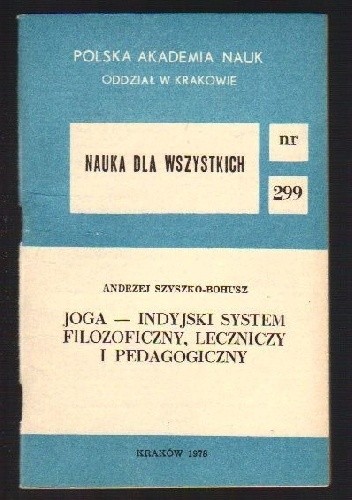 POLSKA AKADEMIA NAUK
ODDZIAŁ W KRAKOWIE
NAUKA DLA WSZYSTKICH
nr
299
ANDRZEJ SZYSZKO-BOHUSZ
JOGA — INDYJSKI SYSTEM
FILOZOFICZNY, LECZNICZY
I PEDAGOGICZNY
KRAKÓW 1978